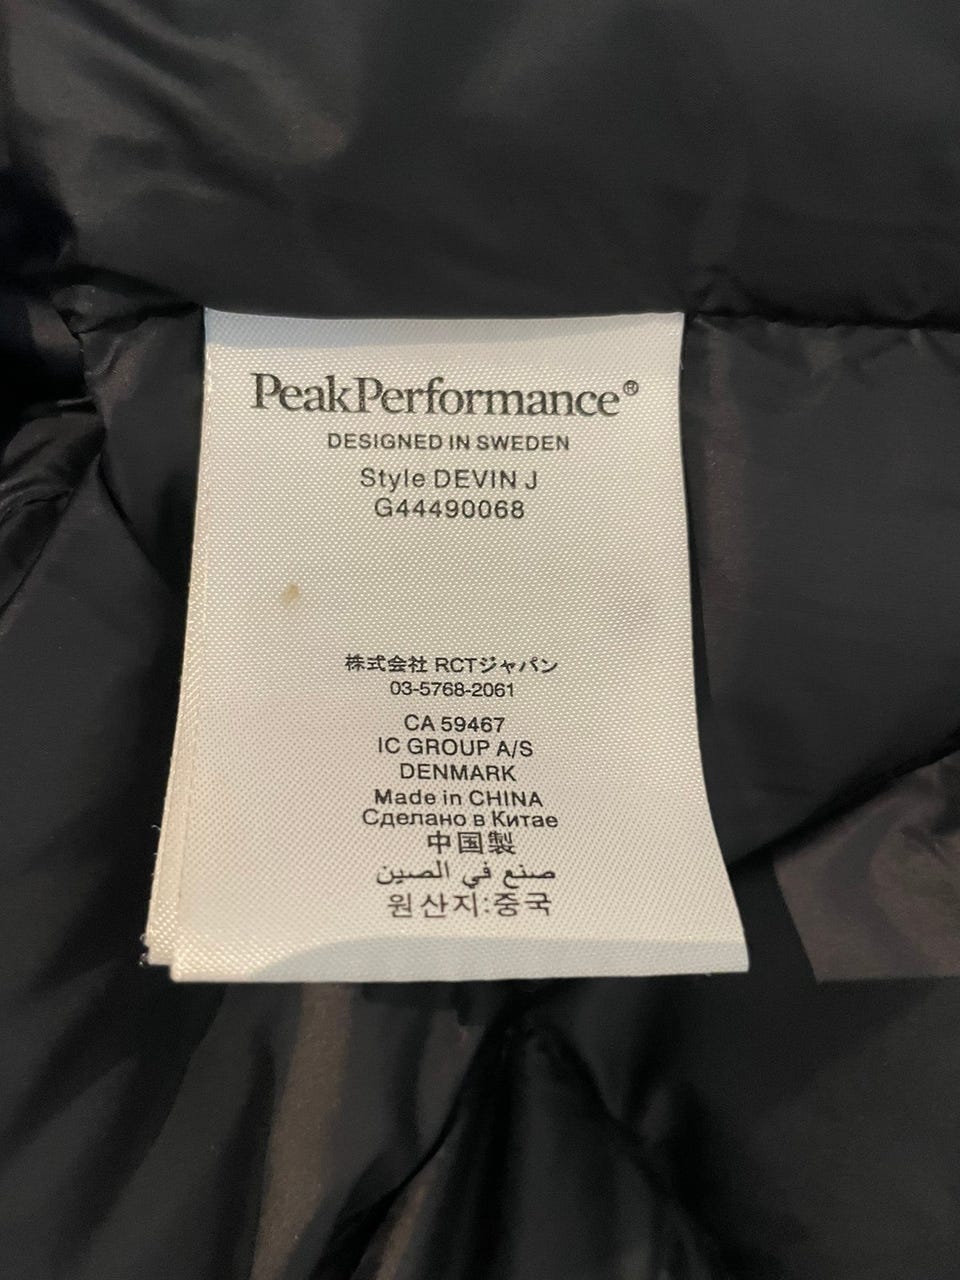 PeakPerformance®
DESIGNED IN SWEDEN
Style DEVIN J
G44490068
株式会社 RCTジャパン
03-5768-2061
CA 59467
IC GROUP A/S
DENMARK
Made in CHINA
Сделано в Китае
中国製
صنع في الصين
원산지:중국